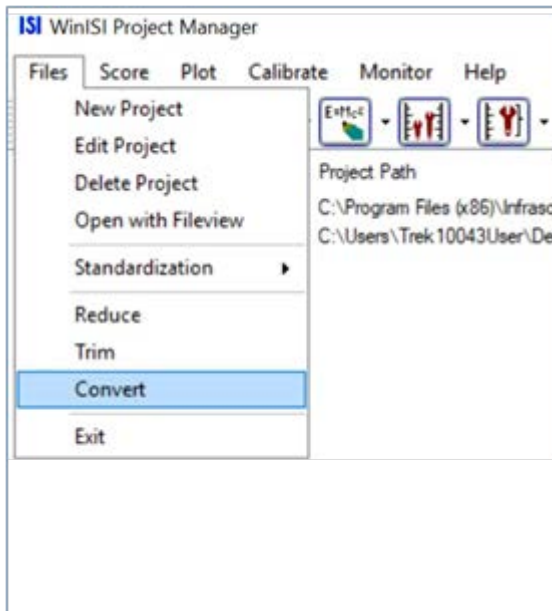 ISI WinISI Project Manager
Files Score Plot Calibrate Monitor Help
New Project
Edit Project
Delete Project
Open with Fileview
Standardization
Reduce
Trim
Convert
Exit
Project Path
C:\Program Files (x86)\Infrasc
C:\Users\Trek10043User\De